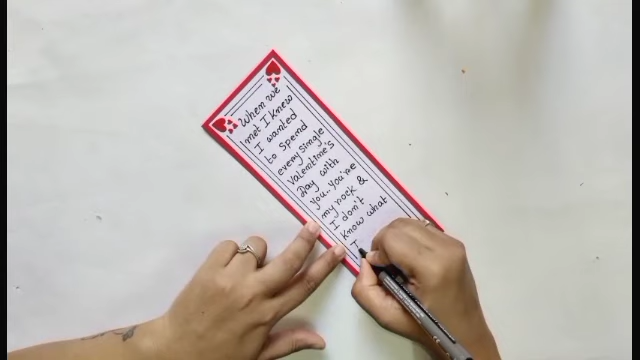 When we
met I knew
I wanted
to spend
every single
Valentine's
Day with
you.. You're
my rock &
I don't
know what
I